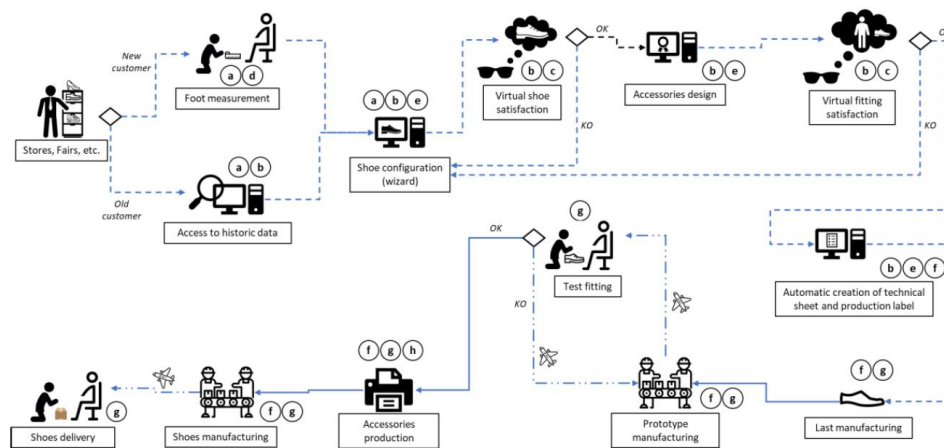 New
customer
a d
Foot measurement
Stores, Fairs, etc.
Old
customer
a b
Access to historic data
a b e
Shoe configuration
(wizard)
b c
Virtual shoe
satisfaction
OK
KO
b e
Accessories design
b c
Virtual fitting
satisfaction
KO
b e f
Automatic creation of technical
sheet and production label
g
Test fitting
OK
KO
f g h
Accessories
production
f g
Shoes manufacturing
g
Shoes delivery
f g
Prototype
manufacturing
f g
Last manufacturing